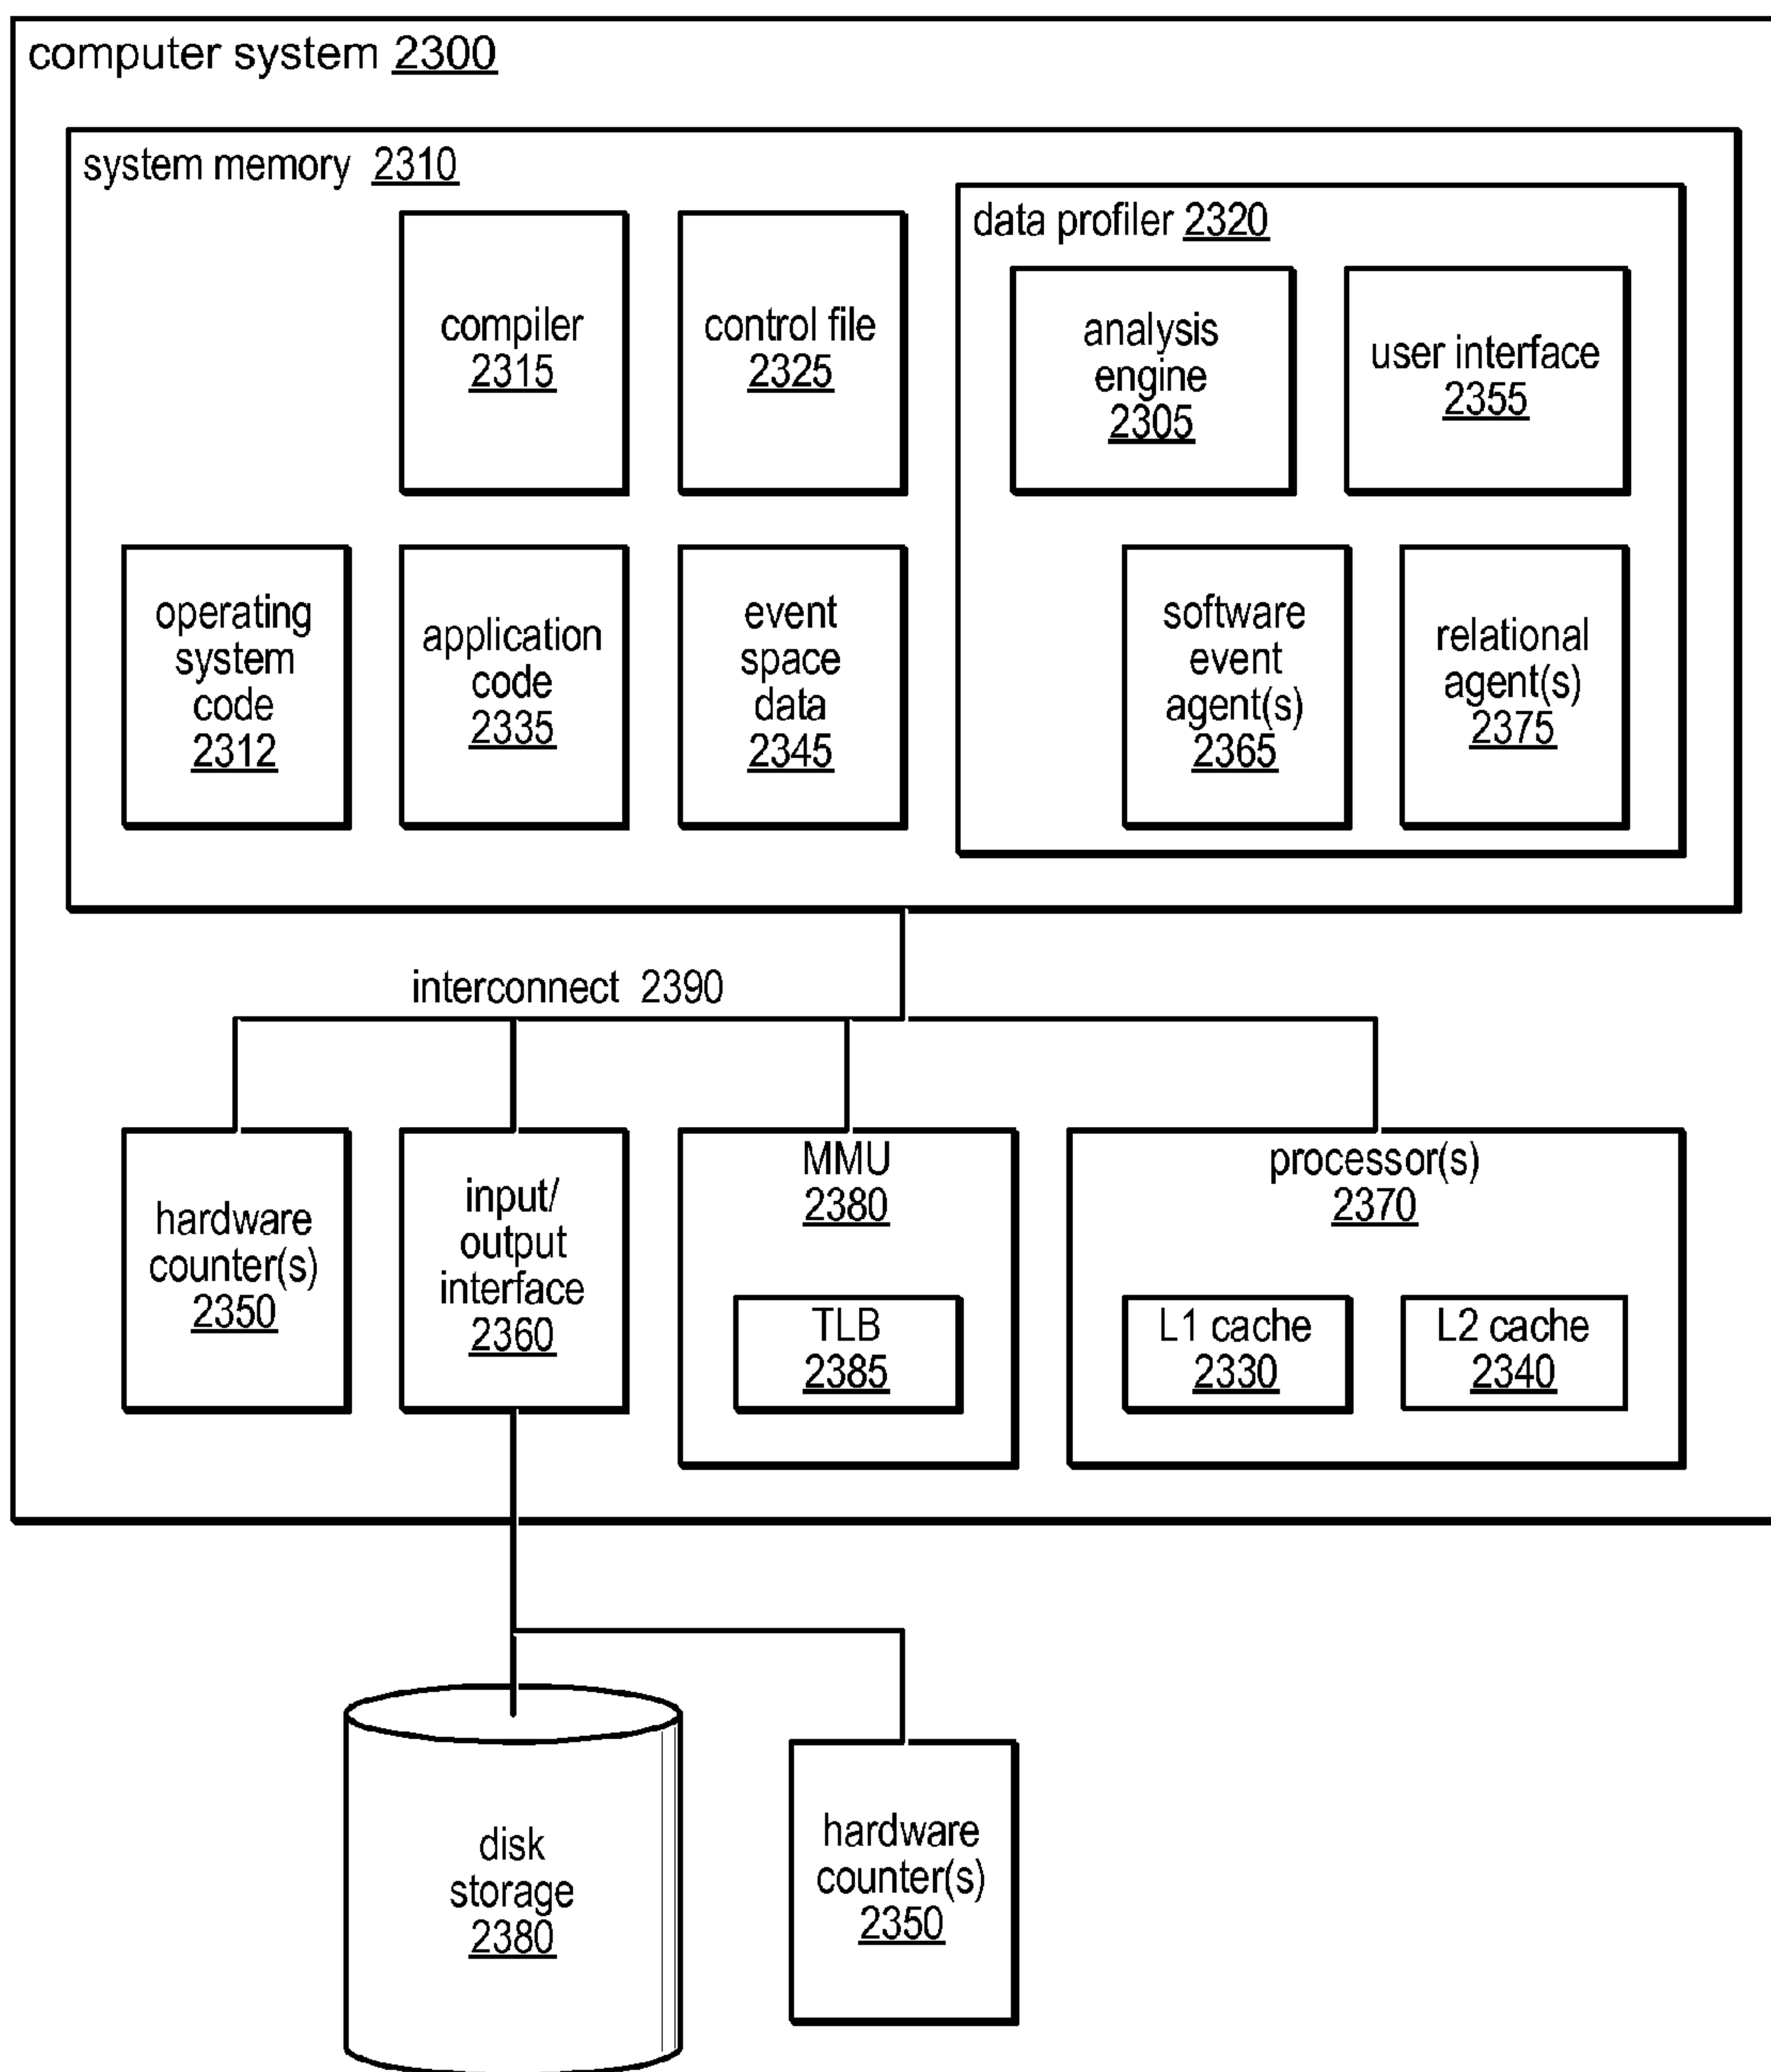 computer system 2300
system memory 2310
compiler
2315
control file
2325
data profiler 2320
analysis
engine
2305
user interface
2355
operating
system
code
2312
application
code
2335
event
space
data
2345
software
event
agent(s)
2365
relational
agent(s)
2375
interconnect 2390
hardware
counter(s)
2350
input/
output
interface
2360
MMU
2380
TLB
2385
processor(s)
2370
L1 cache
2330
L2 cache
2340
disk
storage
2380
hardware
counter(s)
2350